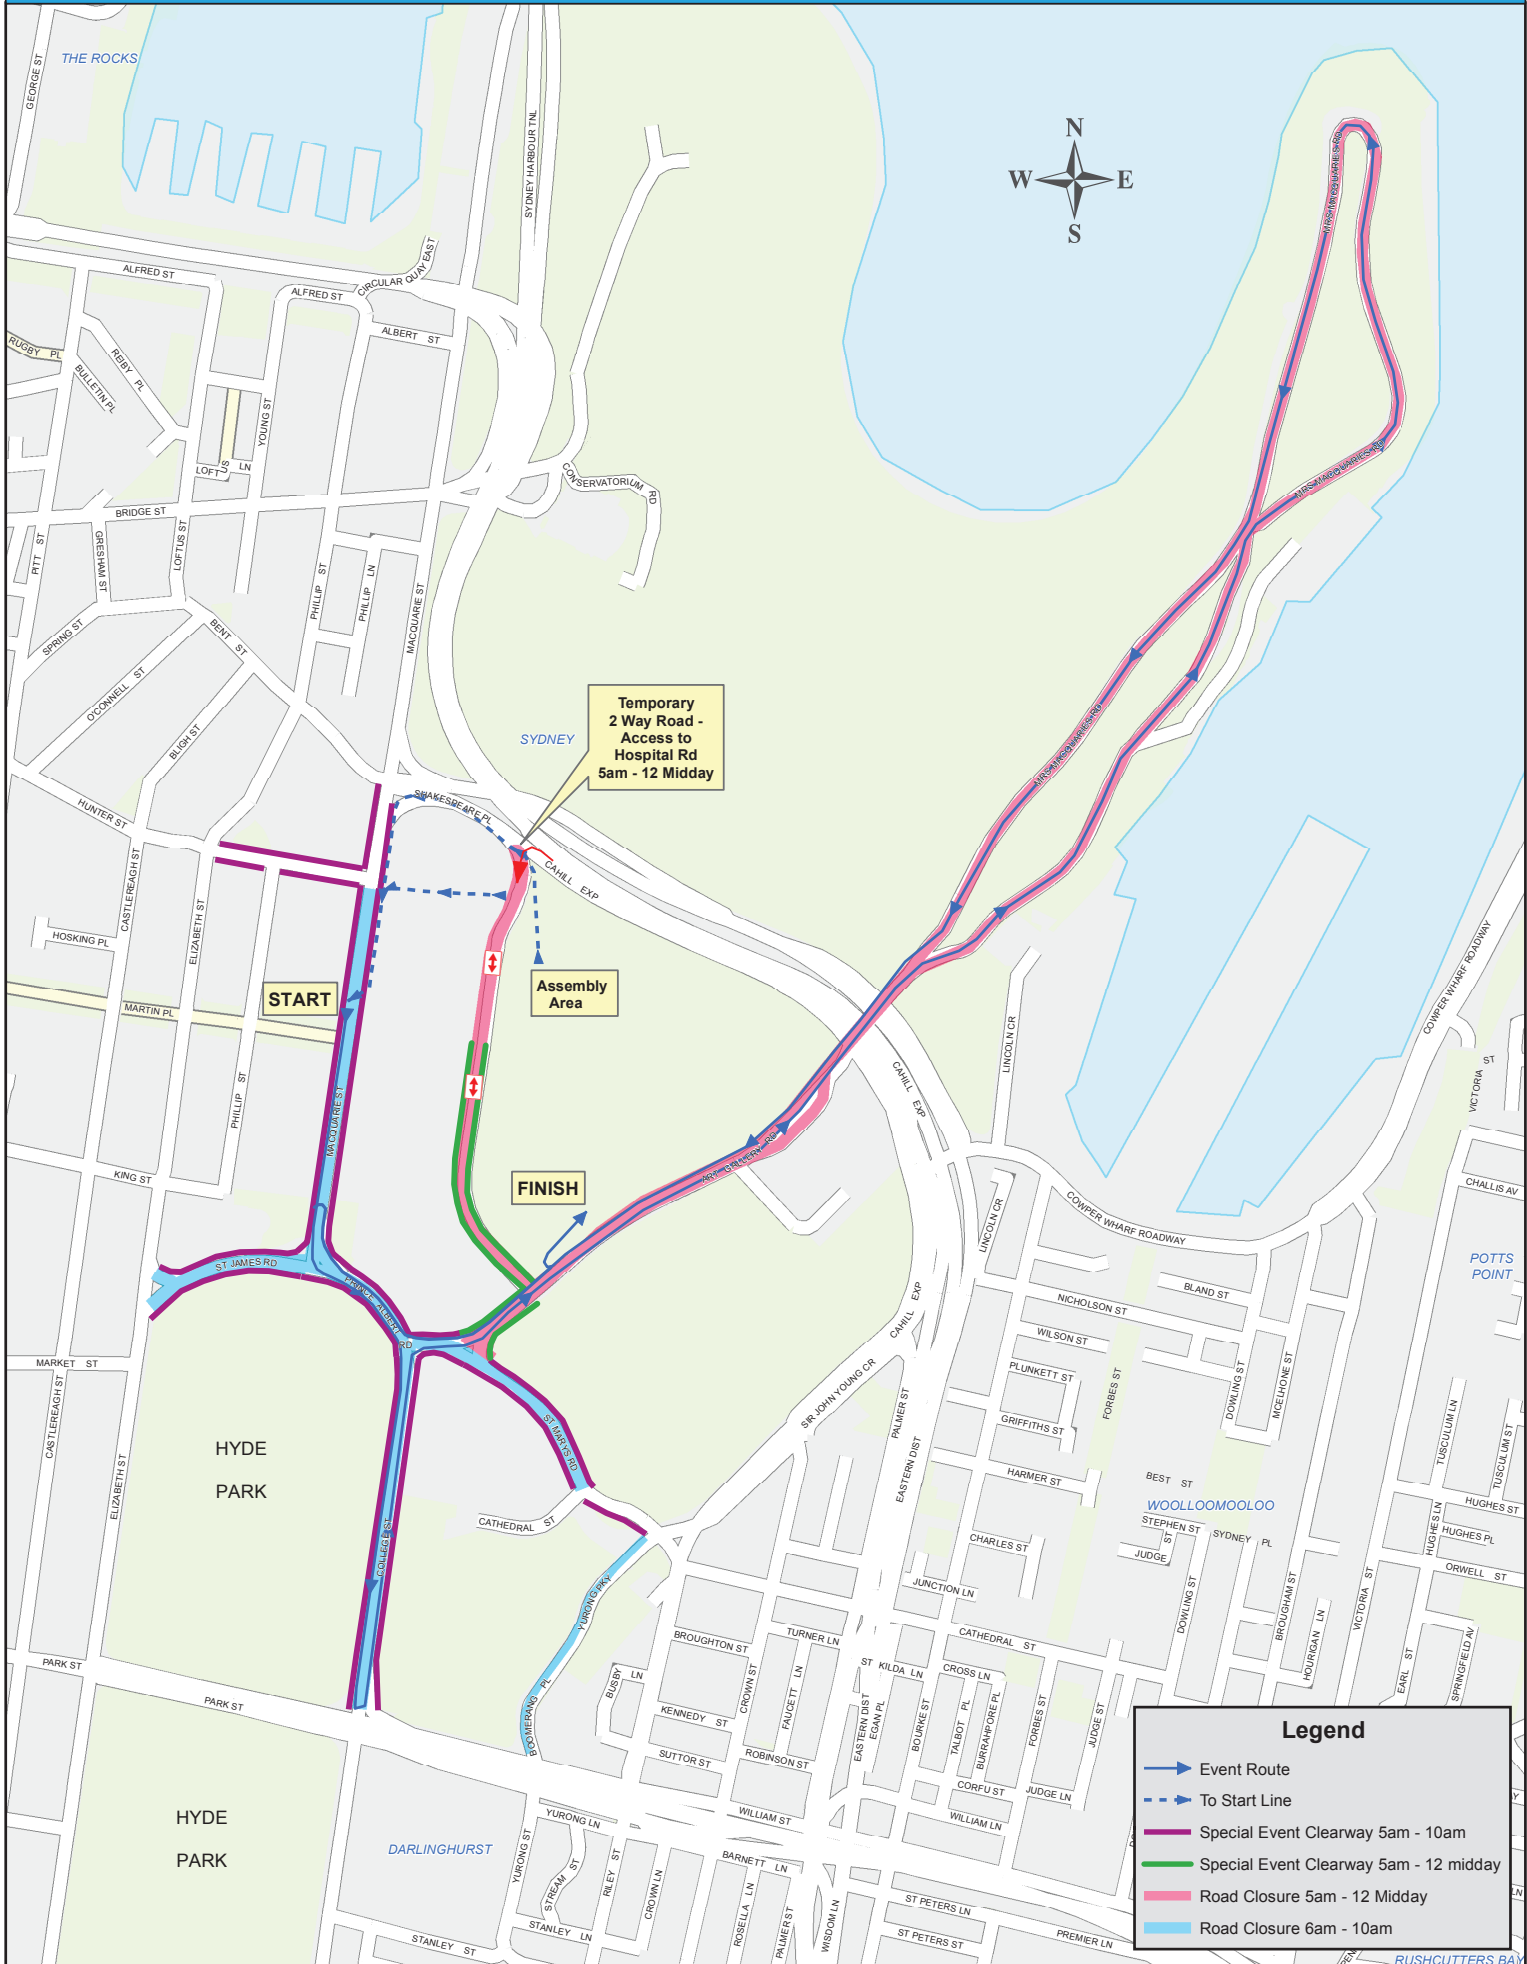 THE ROCKS
GEORGE ST
SYDNEY HARBOUR TNL
N
W
E
S
MRS MACQUARIES RD
ALFRED ST
ALFRED ST
CIRCULAR QUAY EAST
ALBERT ST
RUGBY PL
REIBY PL
BULLETIN PL
YOUNG ST
LOFTUS LN
CONSERVATORIUM RD
MRS MACQUARIES RD
BRIDGE ST
PITT ST
GRESHAM ST
LOFTUS ST
PHILLIP ST
PHILLIP LN
MACQUARIE ST
SPRING ST
BENT ST
O'CONNELL ST
BLIGH ST
SYDNEY
Temporary
2 Way Road -
Access to
Hospital Rd
5am - 12 Midday
MRS MACQUARIES RD
HUNTER ST
SHAKESPEARE PL
CAHILL EXP
CASTLEREAGH ST
ELIZABETH ST
HOSKING PL
START
Assembly
Area
MARTIN PL
COWPER WHARF ROADWAY
LINCOLN CR
CAHILL EXP
VICTORIA ST
PHILLIP ST
MACQUARIE ST
ART GALLERY RD
KING ST
FINISH
CHALLIS AV
LINCOLN CR
COWPER WHARF ROADWAY
ST JAMES RD
PRINCE ALBERT RD
POTTS
POINT
BLAND ST
NICHOLSON ST
CAHILL EXP
WILSON ST
MARKET ST
PLUNKETT ST
SIR JOHN YOUNG CR
FORBES ST
DOWLING ST
MCELHONE ST
PALMER ST
GRIFFITHS ST
TUSCULUM LN
TUSCULUM ST
CASTLEREAGH ST
ELIZABETH ST
HYDE
PARK
ST MARYS RD
EASTERN DIST
HARMER ST
BEST ST
WOOLLOOMOOLOO
HUGHES ST
CATHEDRAL ST
STEPHEN ST
SYDNEY PL
HUGHES LN
HUGHES PL
COLLEGE ST
CHARLES ST
JUDGE ST
ORWELL ST
JUNCTION LN
YURONG PKY
DOWLING ST
BROUGHAM ST
VICTORIA ST
HOURIGAN LN
BROUGHTON ST
TURNER LN
CATHEDRAL ST
PARK ST
ST KILDA LN
CROSS LN
EARL ST
SPRINGFIELD AV
BUSBY LN
CROWN ST
FAUCETT LN
PARK ST
BOOMERANG PL
KENNEDY ST
EASTERN DIST
EGAN PL
BOURKE ST
TALBOT PL
BURRAHPORE PL
FORBES ST
JUDGE ST
SUTTOR ST
ROBINSON ST
CORFU ST
JUDGE LN
HYDE
PARK
YURONG LN
WILLIAM ST
WILLIAM LN
DARLINGHURST
YURONG ST
STREAM ST
RILEY ST
CROWN LN
BARNETT LN
ROSELLA LN
PALMER ST
WISDOM LN
ST PETERS LN
STANLEY ST
STANLEY LN
ST PETERS ST
PREMIER LN
Legend
Event Route
To Start Line
Special Event Clearway 5am - 10am
Special Event Clearway 5am - 12 midday
Road Closure 5am - 12 Midday
Road Closure 6am - 10am
RUSHCUTTERS BAY